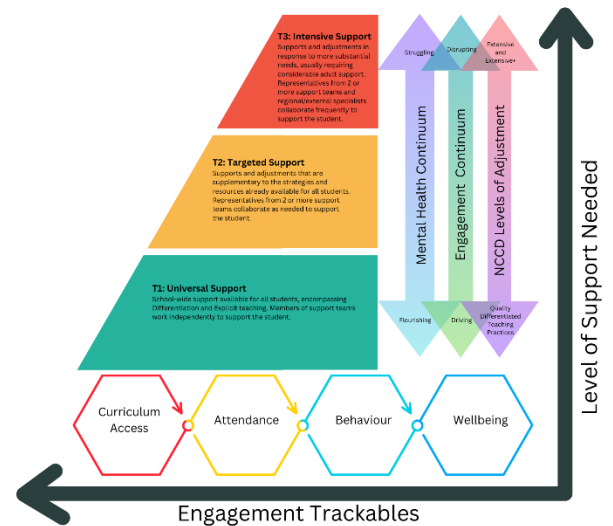 T3: Intensive Support
Supports and adjustments in
response to more substantial
needs, usually requiring
considerable adult support.
Representatives from 2 or
more support teams and
regional/external specialists
collaborate frequently to
support the student.
T2: Targeted Support
Supports and adjustments that are
supplementary to the strategies and
resources already available for all students.
Representatives from 2 or more support
teams collaborate as needed to support
the student.
T1: Universal Support
School-wide support available for all students, encompassing
Differentiation and Explicit teaching. Members of support teams
work independently to support the student.
Struggling
Mental Health Continuum
Flourishing
Disrupting
Engagement Continuum
Driving
Extensive
and
Extensive+
NCCD Levels of Adjustment
Quality
Differentiated
Teaching
Practices
Level of Support Needed
Curriculum
Access
Attendance
Behaviour
Wellbeing
Engagement Trackables